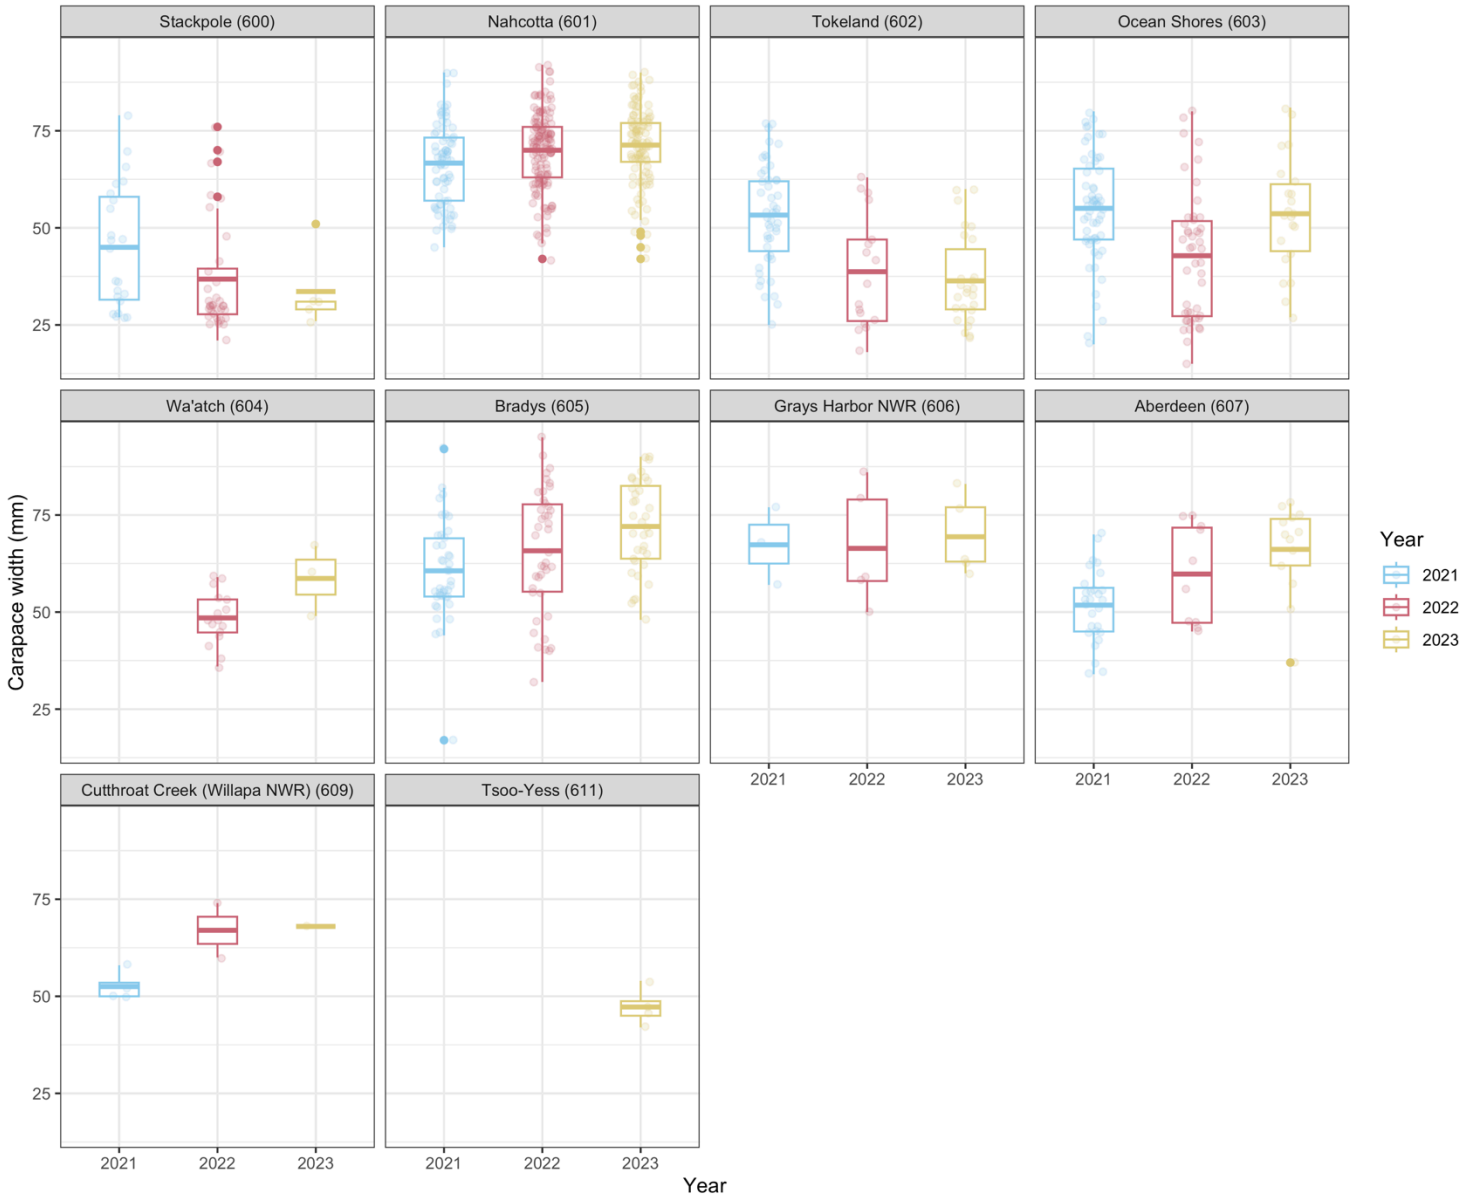 Stackpole (600)
Nahcotta (601)
Tokeland (602)
Ocean Shores (603)
75
50
25
Wa'atch (604)
Bradys (605)
Grays Harbor NWR (606)
Aberdeen (607)
Carapace width (mm)
75
50
25
2021 2022 2023
2021 2022 2023
Year
2021
2022
2023
Cutthroat Creek (Willapa NWR) (609)
Tsoo-Yess (611)
75
50
25
2021 2022 2023
2021 2022 2023
Year